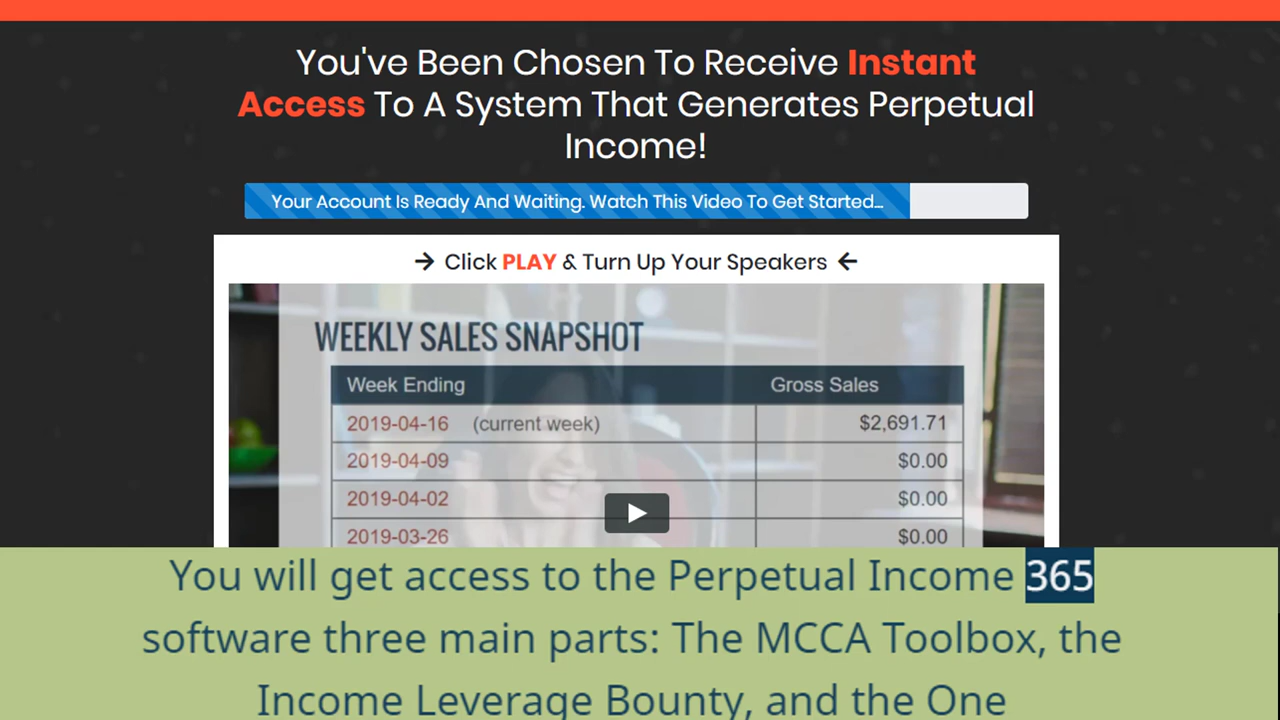 You've Been Chosen To Receive Instant
Access To A System That Generates Perpetual
Income!
Your Account Is Ready And Waiting. Watch This Video To Get Started...
→ Click PLAY & Turn Up Your Speakers ←
WEEKLY SALES SNAPSHOT
Week Ending Gross Sales
2019-04-16 (current week) $2,691.71
2019-04-09 $0.00
2019-04-02 $0.00
2019-03-26 $0.00
You will get access to the Perpetual Income 365
software three main parts: The MCCA Toolbox, the
Income Leverage Bounty, and the One